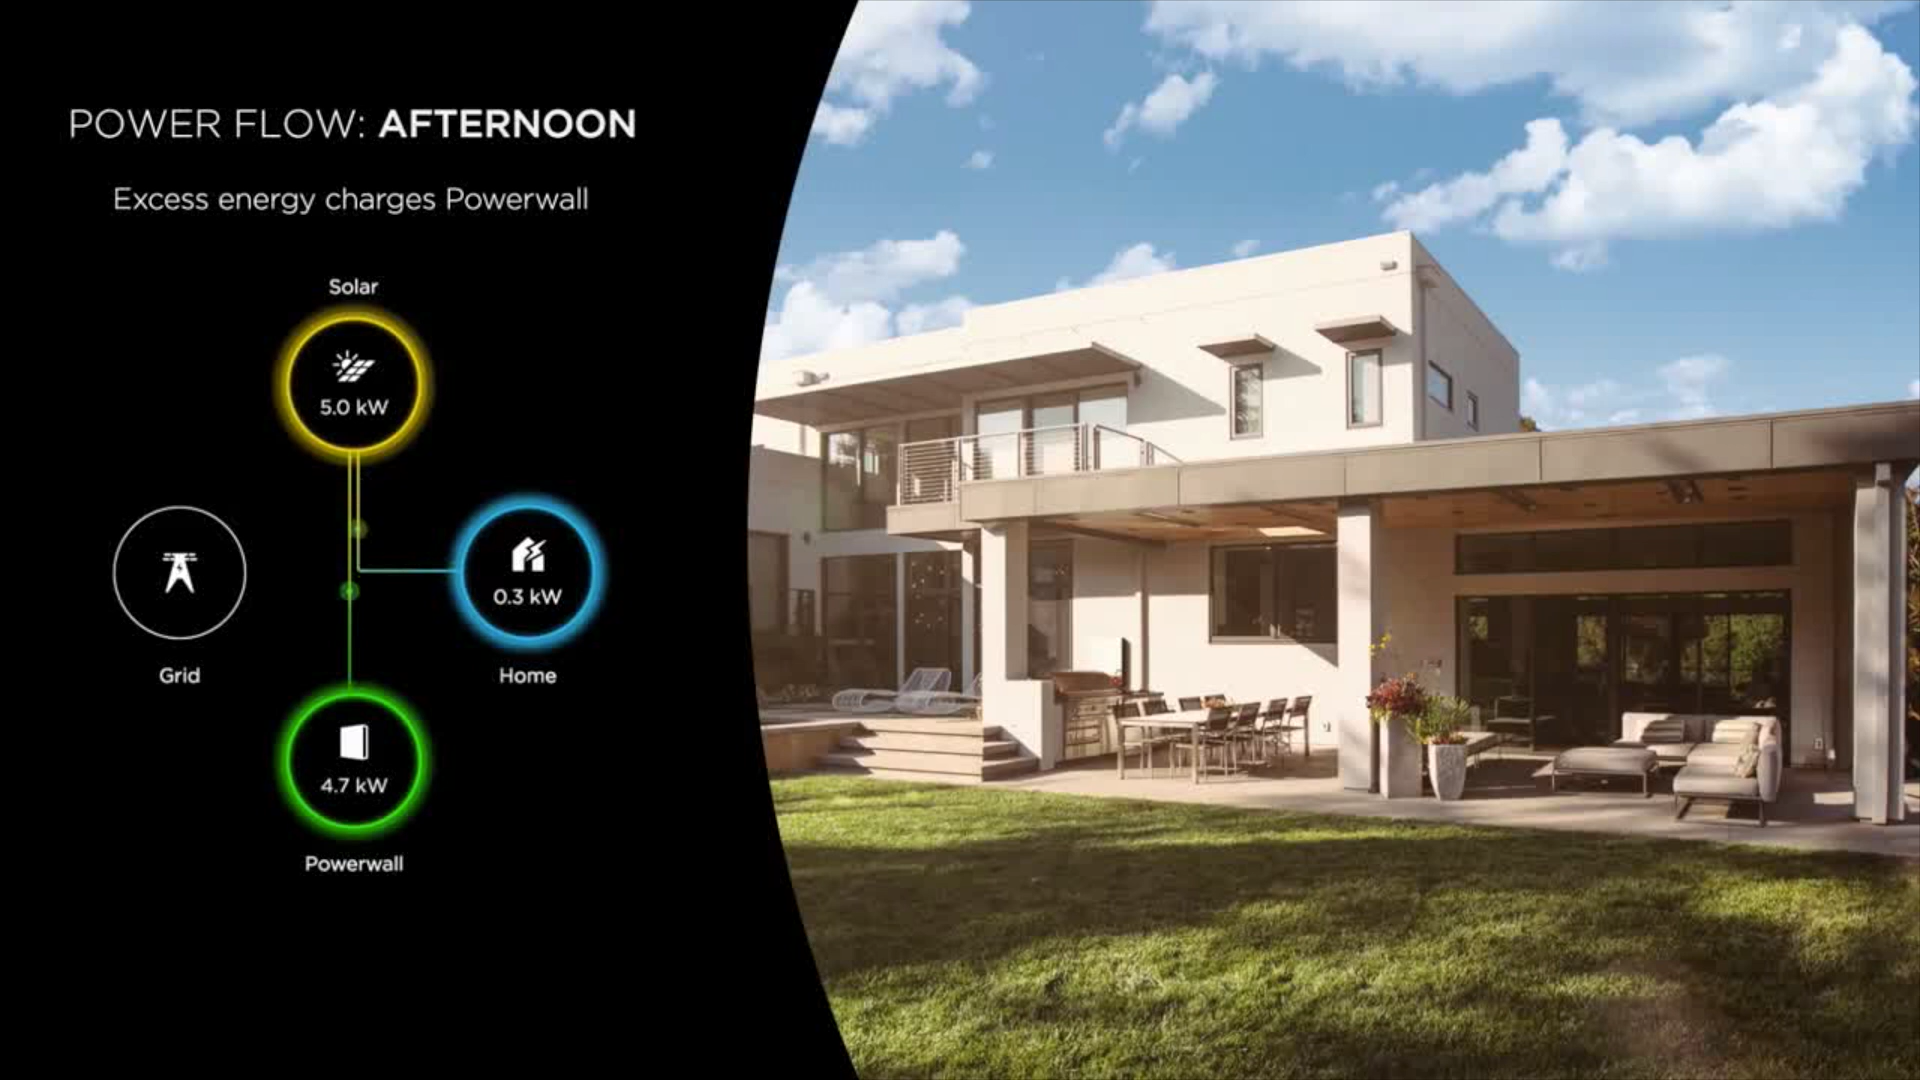 POWER FLOW: AFTERNOON
Excess energy charges Powerwall
Solar
5.0 kW
0.3 kW
Grid
Home
4.7 kW
Powerwall